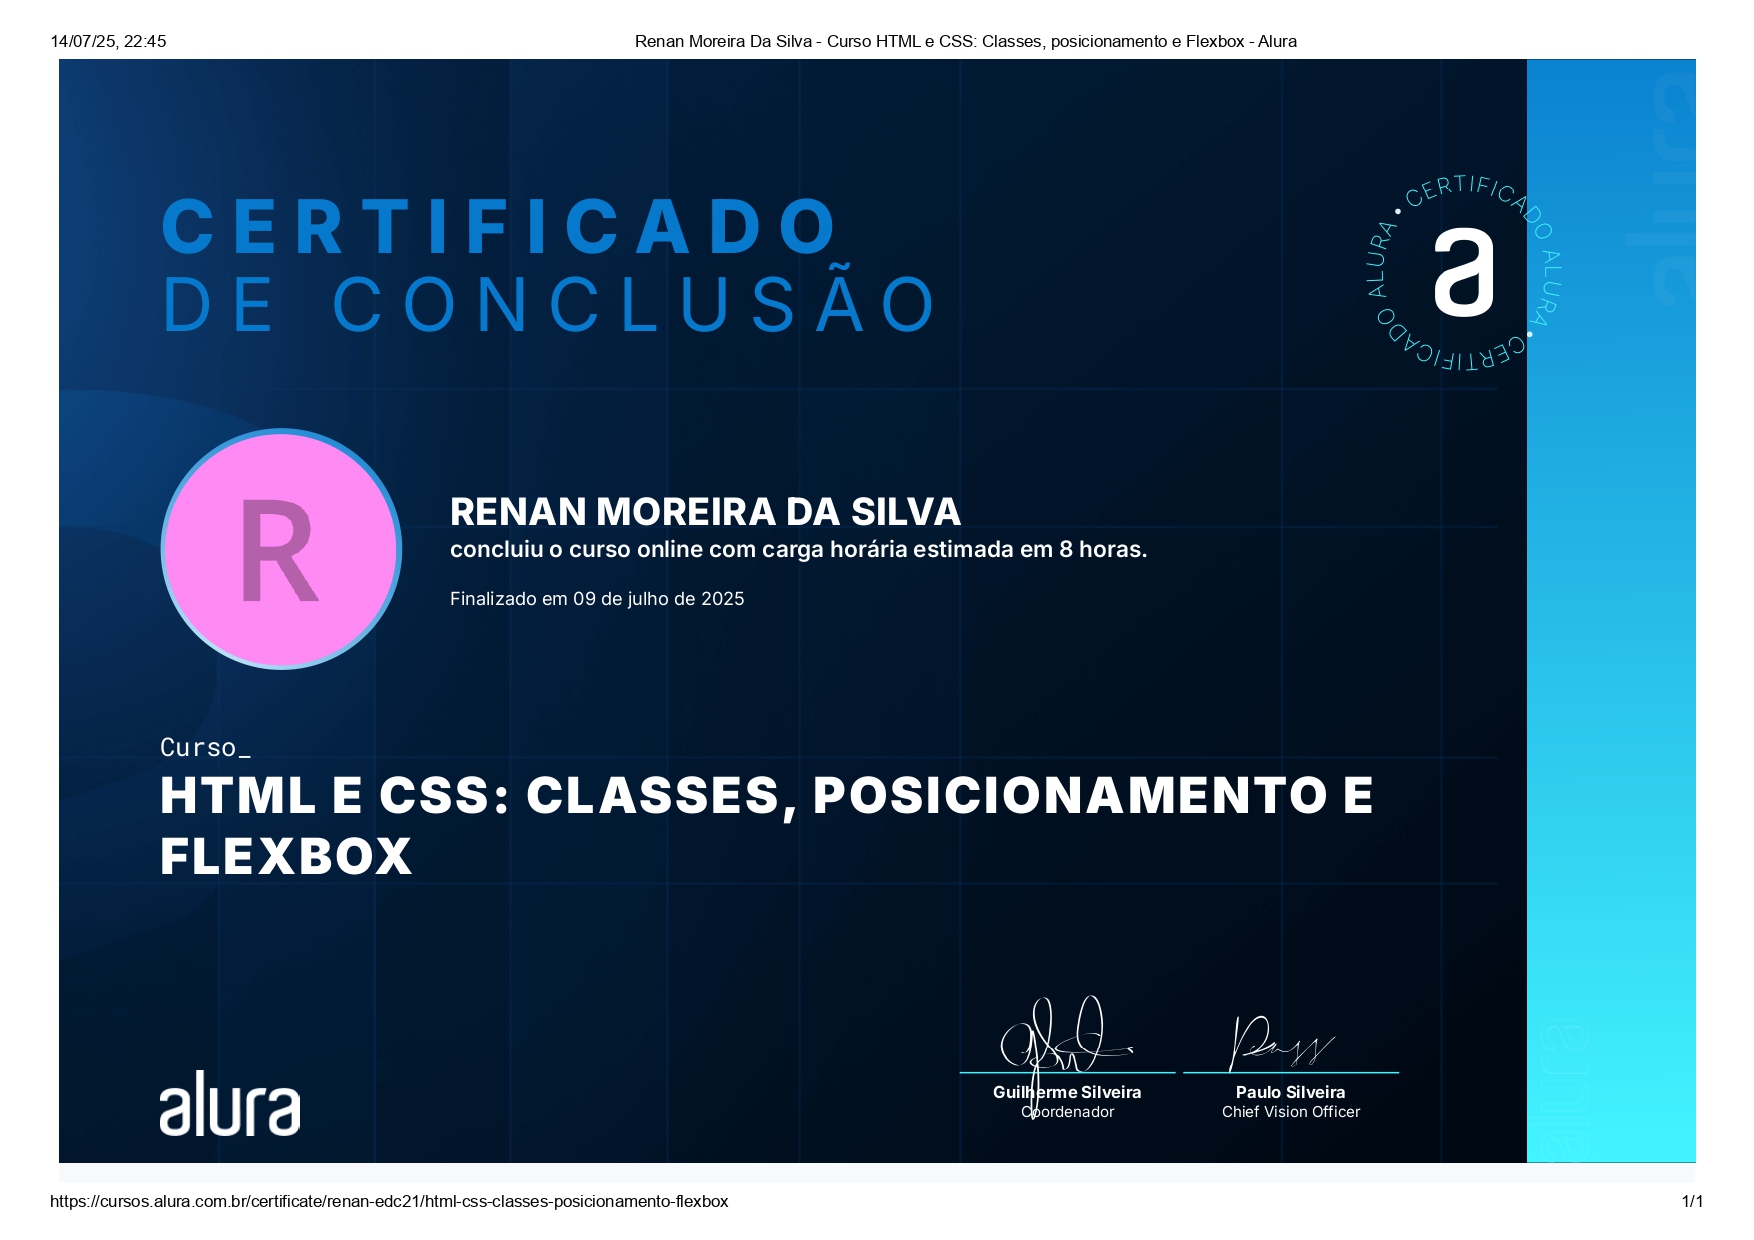 14/07/25, 22:45
Renan Moreira Da Silva - Curso HTML e CSS: Classes, posicionamento e Flexbox - Alura
alura
CERTIFICADO
DE CONCLUSÃO
• CERTIFICADO ALURA • CERTIFICADO ALURA
a
R
RENAN MOREIRA DA SILVA
concluiu o curso online com carga horária estimada em 8 horas.
Finalizado em 09 de julho de 2025
Curso_
HTML E CSS: CLASSES, POSICIONAMENTO E
FLEXBOX
Guilherme Silveira
Coordenador
Paulo Silveira
Chief Vision Officer
alura
alura
https://cursos.alura.com.br/certificate/renan-edc21/html-css-classes-posicionamento-flexbox
1/1